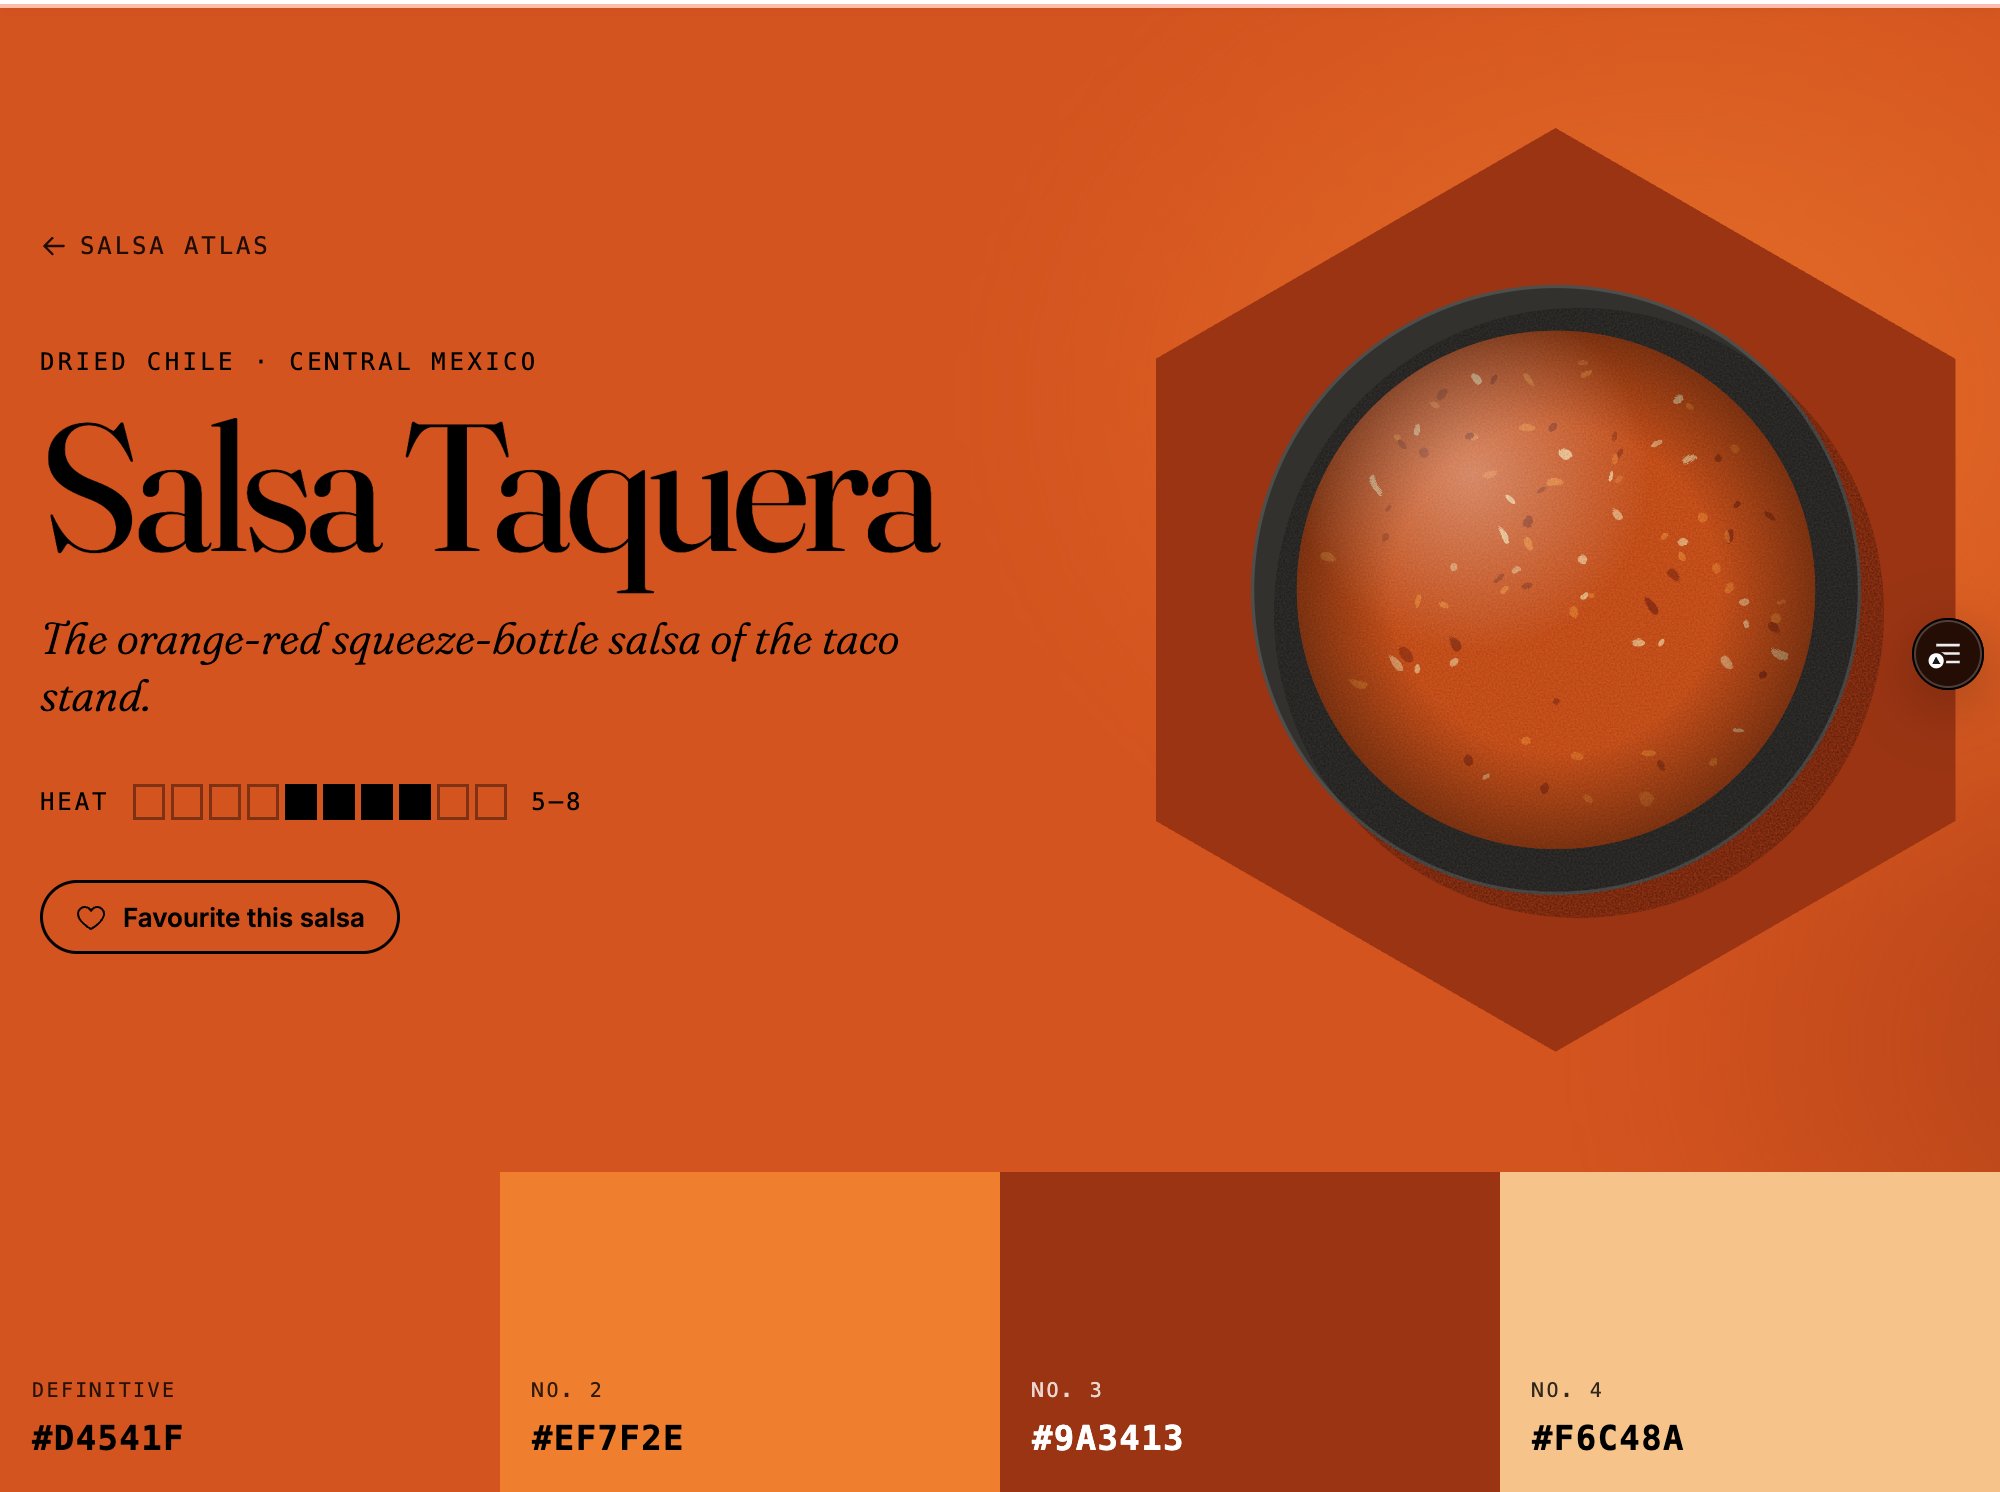 ← SALSA ATLAS
DRIED CHILE · CENTRAL MEXICO
Salsa Taquera
The orange-red squeeze-bottle salsa of the taco
stand.
HEAT 5–8
Favourite this salsa
DEFINITIVE
#D4541F
NO. 2
#EF7F2E
NO. 3
#9A3413
NO. 4
#F6C48A